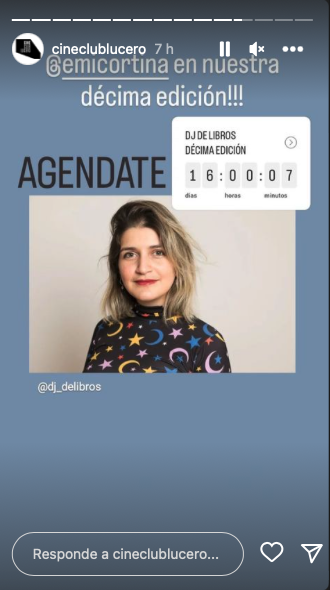 cineclublucero 7 h
@emicortina en nuestra
décima edición!!!
DJ DE LIBROS
DÉCIMA EDICIÓN
16:00:07
días horas minutos
AGENDATE
@dj_delibros
Responde a cineclublucero...